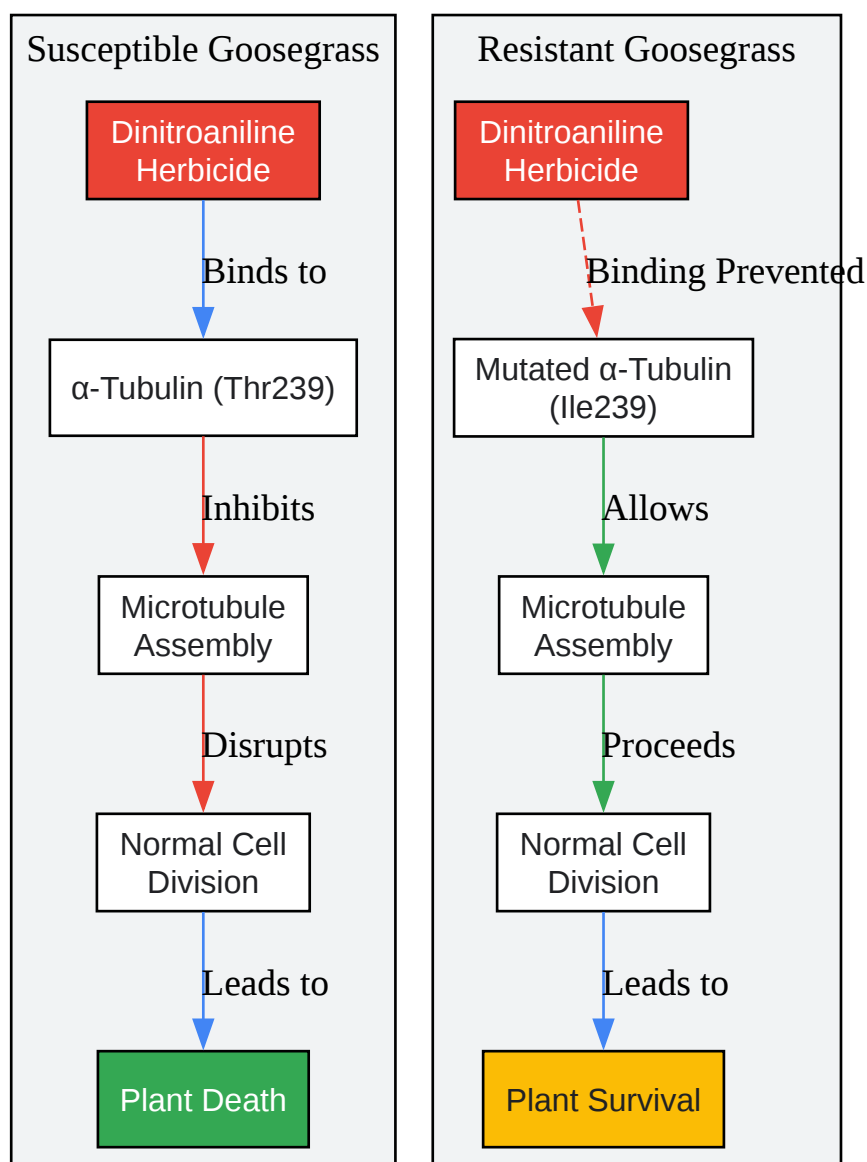 Susceptible Goosegrass
Dinitroaniline
Herbicide
Binds to
α-Tubulin (Thr239)
Inhibits
Microtubule
Assembly
Disrupts
Normal Cell
Division
Leads to
Plant Death
Resistant Goosegrass
Dinitroaniline
Herbicide
Binding Prevented
Mutated α-Tubulin
(Ile239)
Allows
Microtubule
Assembly
Proceeds
Normal Cell
Division
Leads to
Plant Survival